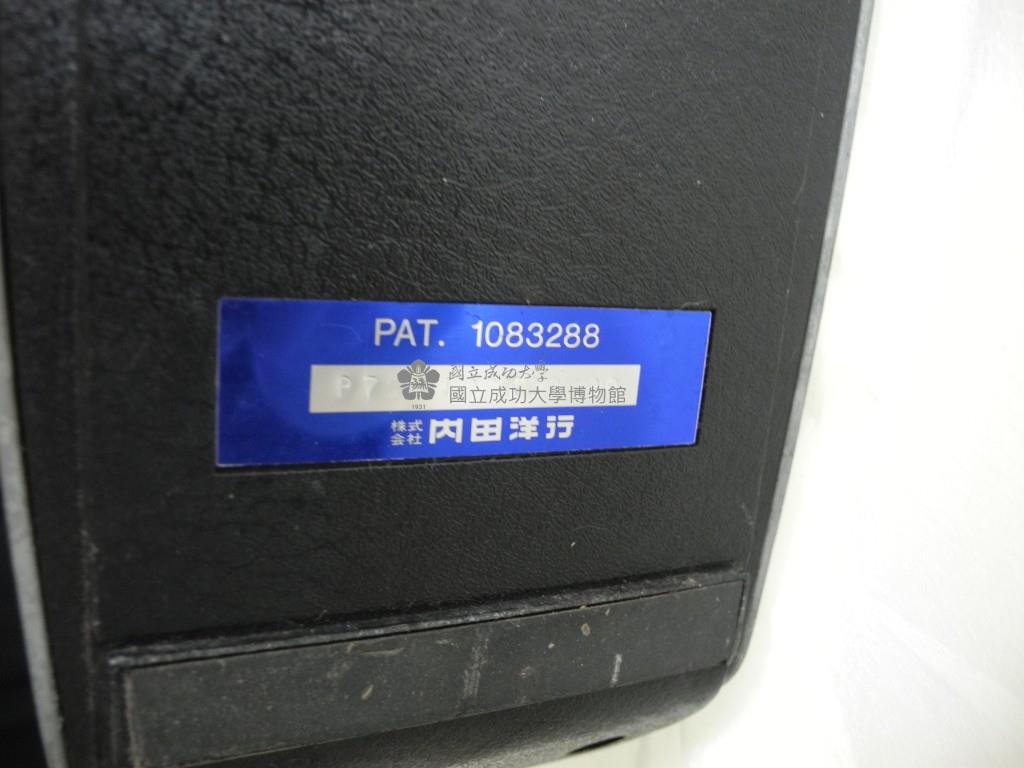 PAT. 1083288
P7
國立成功大學
國立成功大學博物館
1931
株式
会社 内田洋行